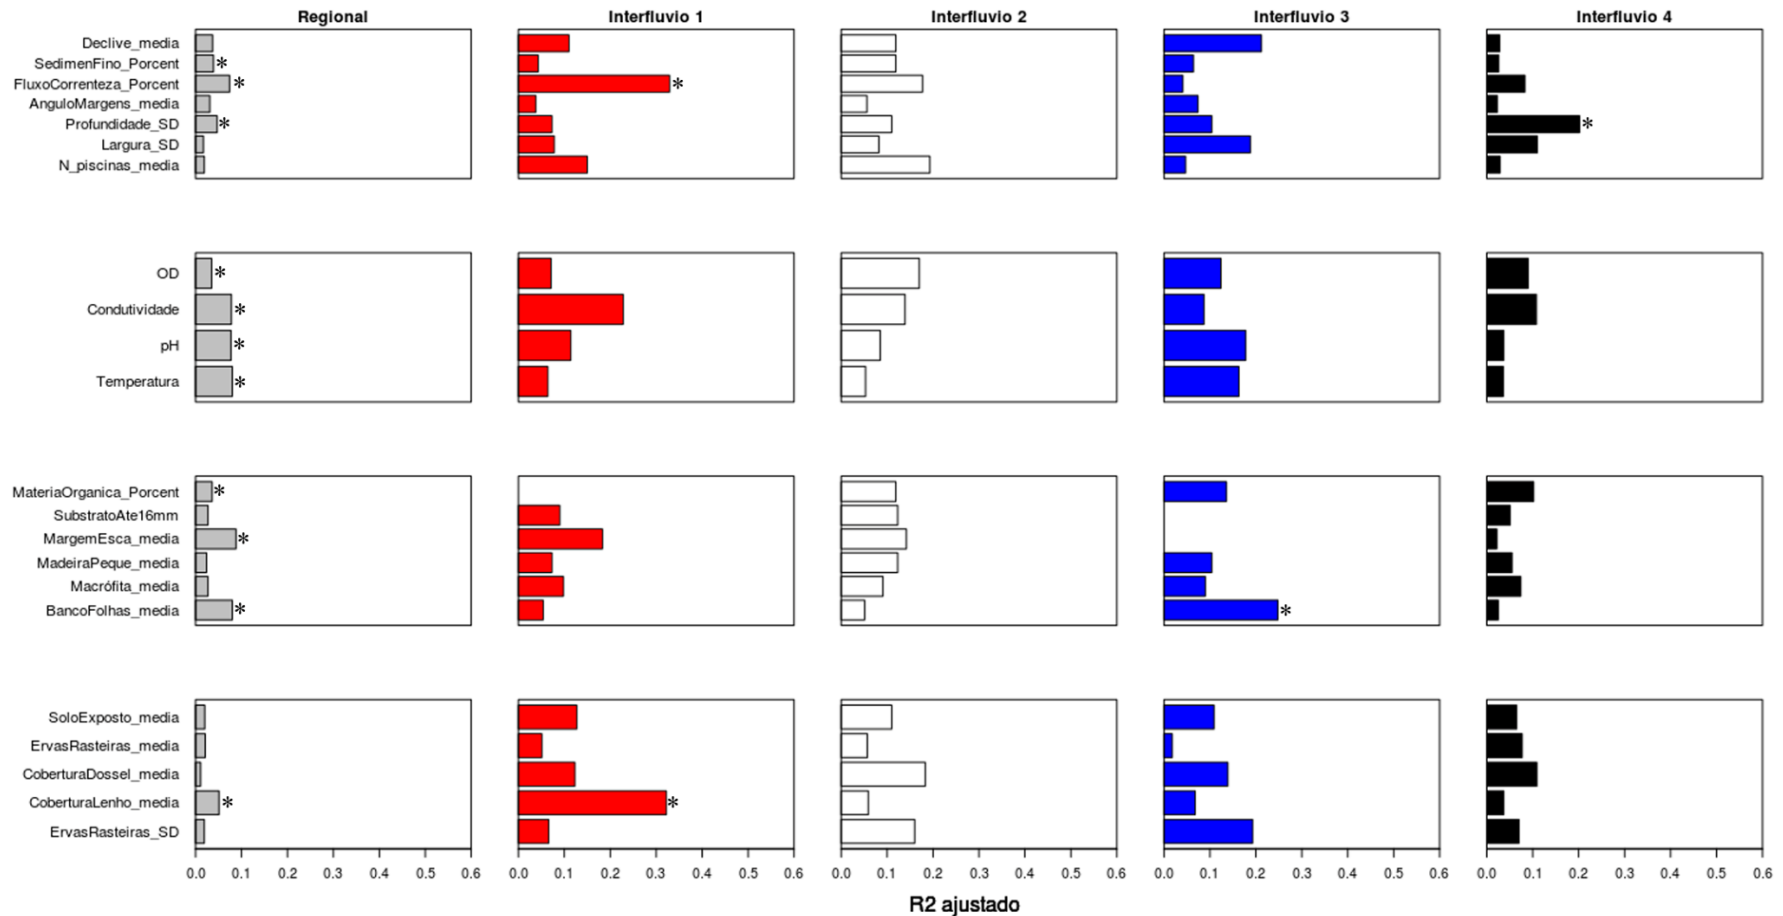 Regional Interfluvio 1 Interfluvio 2 Interfluvio 3 Interfluvio 4
Declive_media
SedimenFino_Porcent *
FluxoCorrenteza_Porcent * *
AnguloMargens_media
Profundidade_SD * *
Largura_SD
N_piscinas_media
OD *
Condutividade *
pH *
Temperatura *
MateriaOrganica_Porcent *
SubstratoAte16mm
MargemEsca_media *
MadeiraPeque_media
Macrófita_media
BancoFolhas_media * *
SoloExposto_media
ErvasRasteiras_media
CoberturaDossel_media
CoberturaLenho_media * *
ErvasRasteiras_SD
0.0 0.1 0.2 0.3 0.4 0.5 0.6 0.0 0.1 0.2 0.3 0.4 0.5 0.6 0.0 0.1 0.2 0.3 0.4 0.5 0.6 0.0 0.1 0.2 0.3 0.4 0.5 0.6 0.0 0.1 0.2 0.3 0.4 0.5 0.6
R2 ajustado